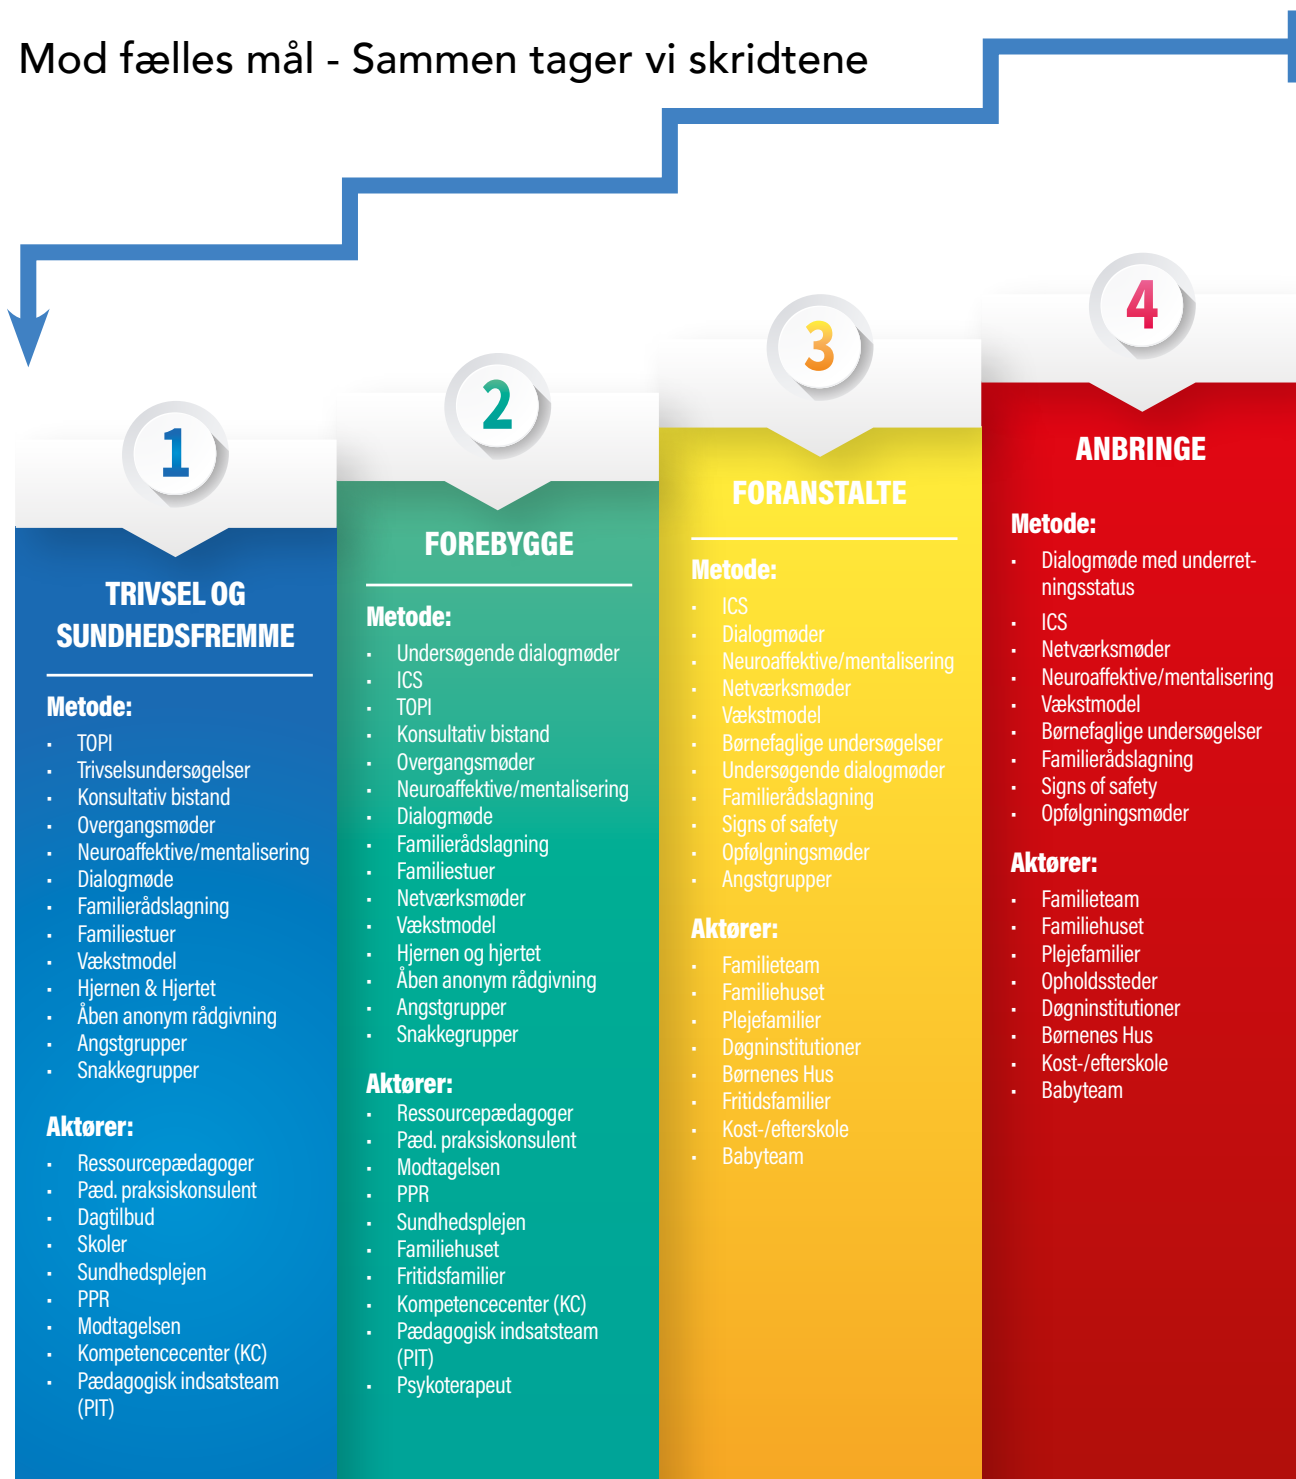 Mod fælles mål - Sammen tager vi skridtene
1
TRIVSEL OG
SUNDHEDSFREMME
Metode:
· TOPI
· Trivselsundersøgelser
· Konsultativ bistand
· Overgangsmøder
· Neuroaffektive/mentalisering
· Dialogmøde
· Familierådslagning
· Familiestuer
· Vækstmodel
· Hjernen & Hjertet
· Åben anonym rådgivning
· Angstgrupper
· Snakkegrupper
Aktører:
· Ressourcepædagoger
· Pæd. praksiskonsulent
· Dagtilbud
· Skoler
· Sundhedsplejen
· PPR
· Modtagelsen
· Kompetencecenter (KC)
· Pædagogisk indsatsteam
(PIT)
2
FOREBYGGE
Metode:
· Undersøgende dialogmøder
· ICS
· TOPI
· Konsultativ bistand
· Overgangsmøder
· Neuroaffektive/mentalisering
· Dialogmøde
· Familierådslagning
· Familiestuer
· Netværksmøder
· Vækstmodel
· Hjernen og hjertet
· Åben anonym rådgivning
· Angstgrupper
· Snakkegrupper
Aktører:
· Ressourcepædagoger
· Pæd. praksiskonsulent
· Modtagelsen
· PPR
· Sundhedsplejen
· Familiehuset
· Fritidsfamilier
· Kompetencecenter (KC)
· Pædagogisk indsatsteam
(PIT)
· Psykoterapeut
3
FORANSTALTE
Metode:
· ICS
· Dialogmøder
· Neuroaffektive/mentalisering
· Netværksmøder
· Vækstmodel
· Børnefaglige undersøgelser
· Undersøgende dialogmøder
· Familierådslagning
· Signs of safety
· Opfølgningsmøder
· Angstgrupper
Aktører:
· Familieteam
· Familiehuset
· Plejefamilier
· Døgninstitutioner
· Børnenes Hus
· Fritidsfamilier
· Kost-/efterskole
· Babyteam
4
ANBRINGE
Metode:
· Dialogmøde med underret-
ningsstatus
· ICS
· Netværksmøder
· Neuroaffektive/mentalisering
· Vækstmodel
· Børnefaglige undersøgelser
· Familierådslagning
· Signs of safety
· Opfølgningsmøder
Aktører:
· Familieteam
· Familiehuset
· Plejefamilier
· Opholdssteder
· Døgninstitutioner
· Børnenes Hus
· Kost-/efterskole
· Babyteam